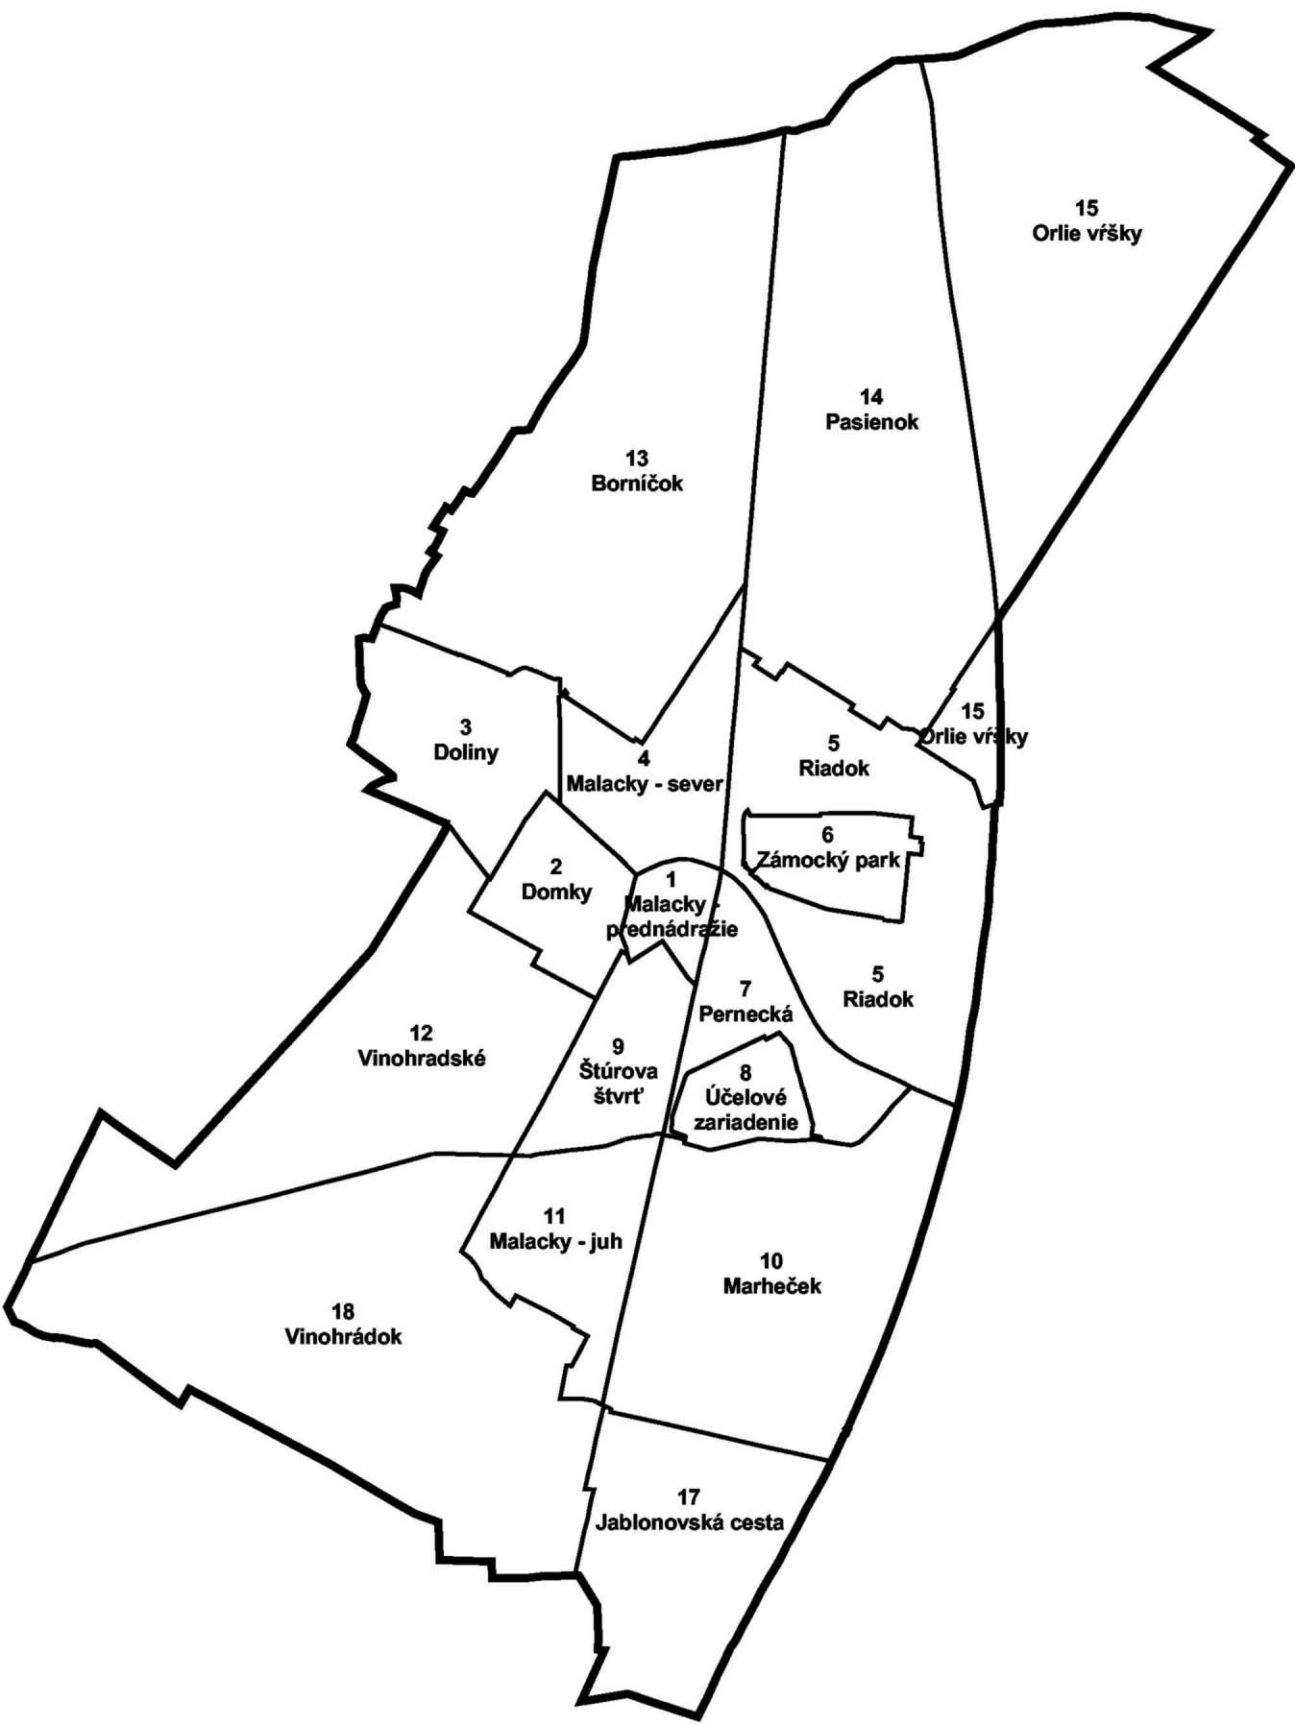 15
Orlie vŕšky
14
Pasienok
13
Borníčok
15
Orlie vŕšky
3
Doliny
5
Riadok
4
Malacky - sever
6
Zámocký park
2
Domky
1
Malacky -
prednádražie
5
Riadok
7
Pernecká
12
Vinohradské
9
Štúrova
štvrť
8
Účelové
zariadenie
11
Malacky - juh
10
Marheček
18
Vinohrádok
17
Jablonovská cesta